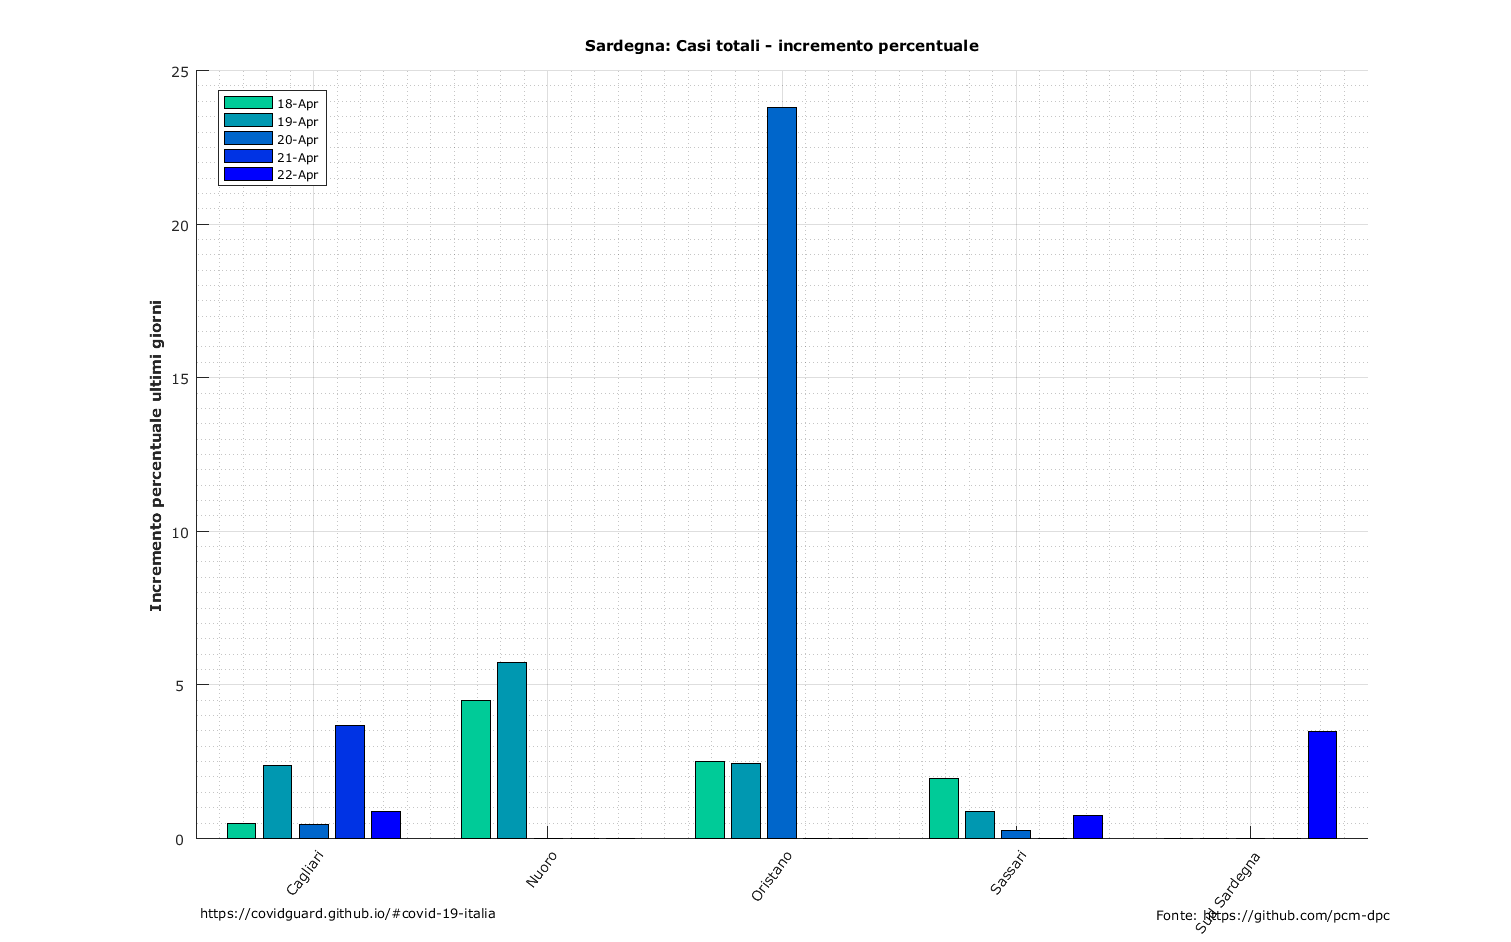 Sardegna: Casi totali - incremento percentuale
25
20
15
10
5
0
18-Apr
19-Apr
20-Apr
21-Apr
22-Apr
Incremento percentuale ultimi giorni
Cagliari
Nuoro
Oristano
Sassari
Sud Sardegna
https://covidguard.github.io/#covid-19-italia
Fonte: https://github.com/pcm-dpc